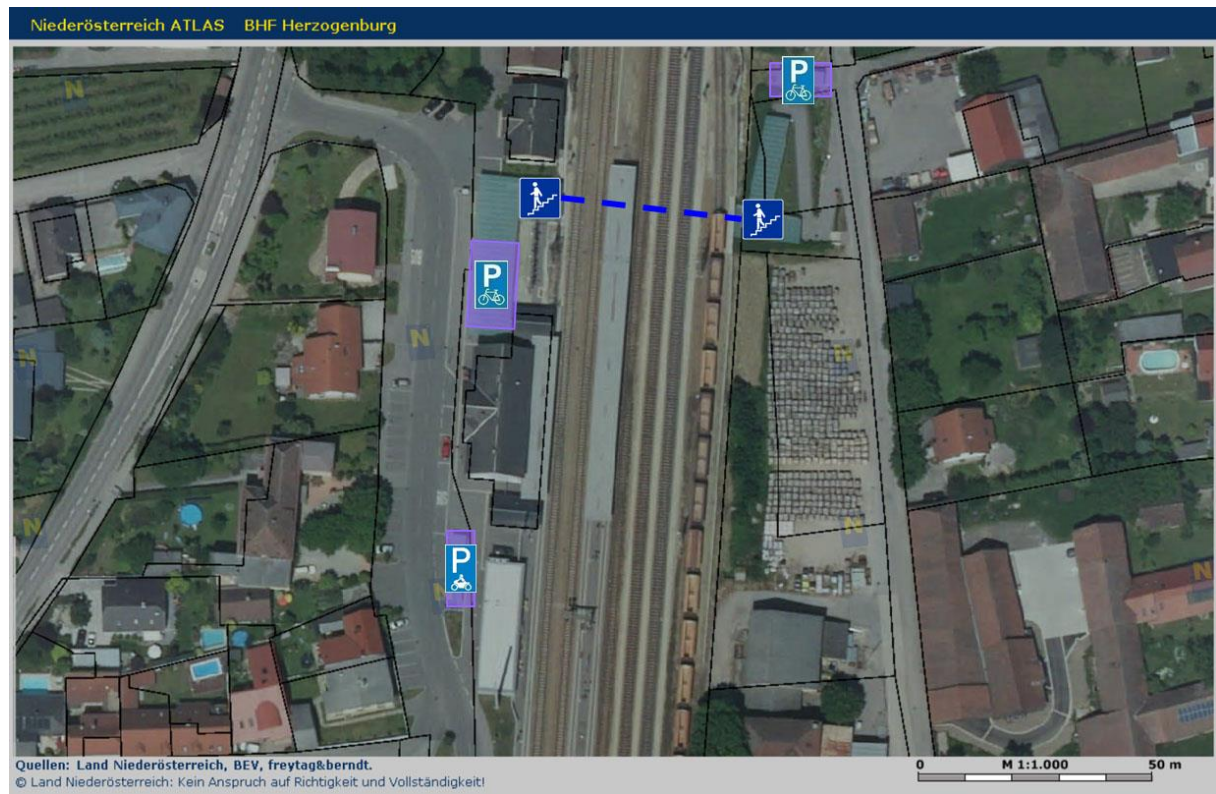 Niederösterreich ATLAS BHF Herzogenburg
P
P
P
N
N
N
N
N
N
N
N
Quellen: Land Niederösterreich, BEV, freytag&berndt.
© Land Niederösterreich: Kein Anspruch auf Richtigkeit und Vollständigkeit!
0 M 1:1.000 50 m